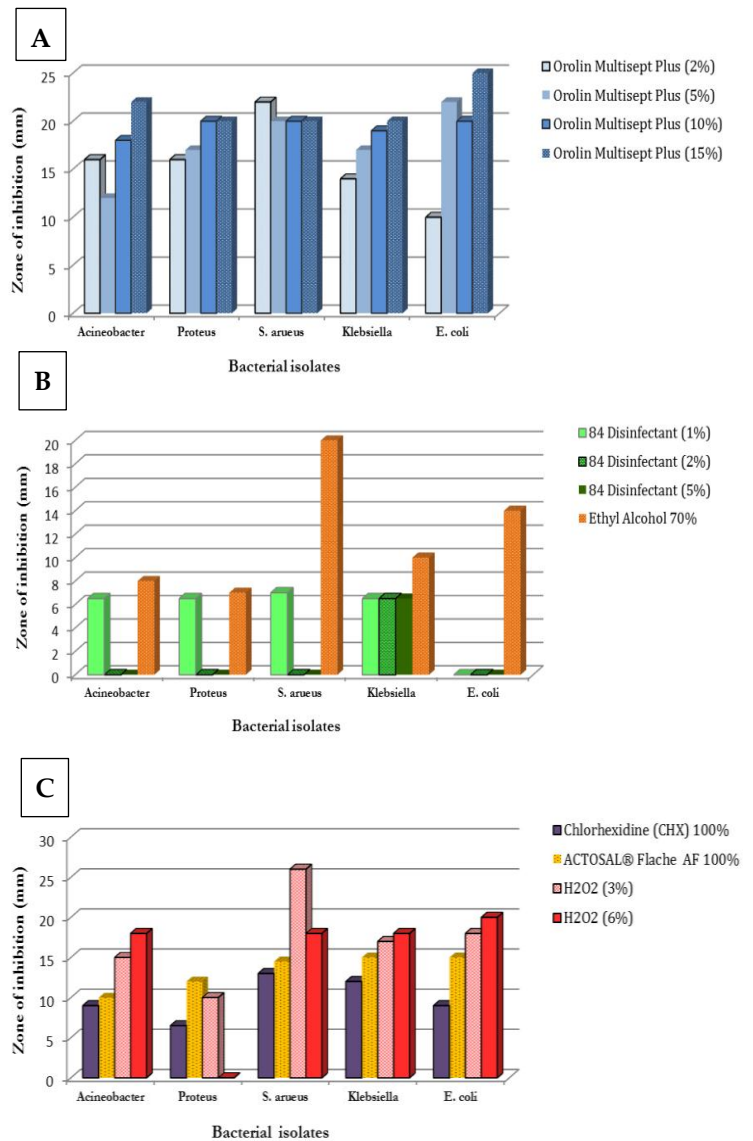 A
Zone of inhibition (mm)
25
20
15
10
5
0
Acineobacter
Proteus
S. arueus
Klebsiella
E. coli
Bacterial isolates
Orolin Multisept Plus (2%)
Orolin Multisept Plus (5%)
Orolin Multisept Plus (10%)
Orolin Multisept Plus (15%)
B
Zone of inhibition (mm)
20
18
16
14
12
10
8
6
4
2
0
Acineobacter
Proteus
S. arueus
Klebsiella
E. coli
Bacterial isolates
84 Disinfectant (1%)
84 Disinfectant (2%)
84 Disinfectant (5%)
Ethyl Alcohol 70%
C
Zone of inhibition (mm)
30
25
20
15
10
5
0
Acineobacter
Proteus
S. arueus
Klebsiella
E. coli
Bacterial isolates
Chlorhexidine (CHX) 100%
ACTOSAL® Flache AF 100%
H2O2 (3%)
H2O2 (6%)